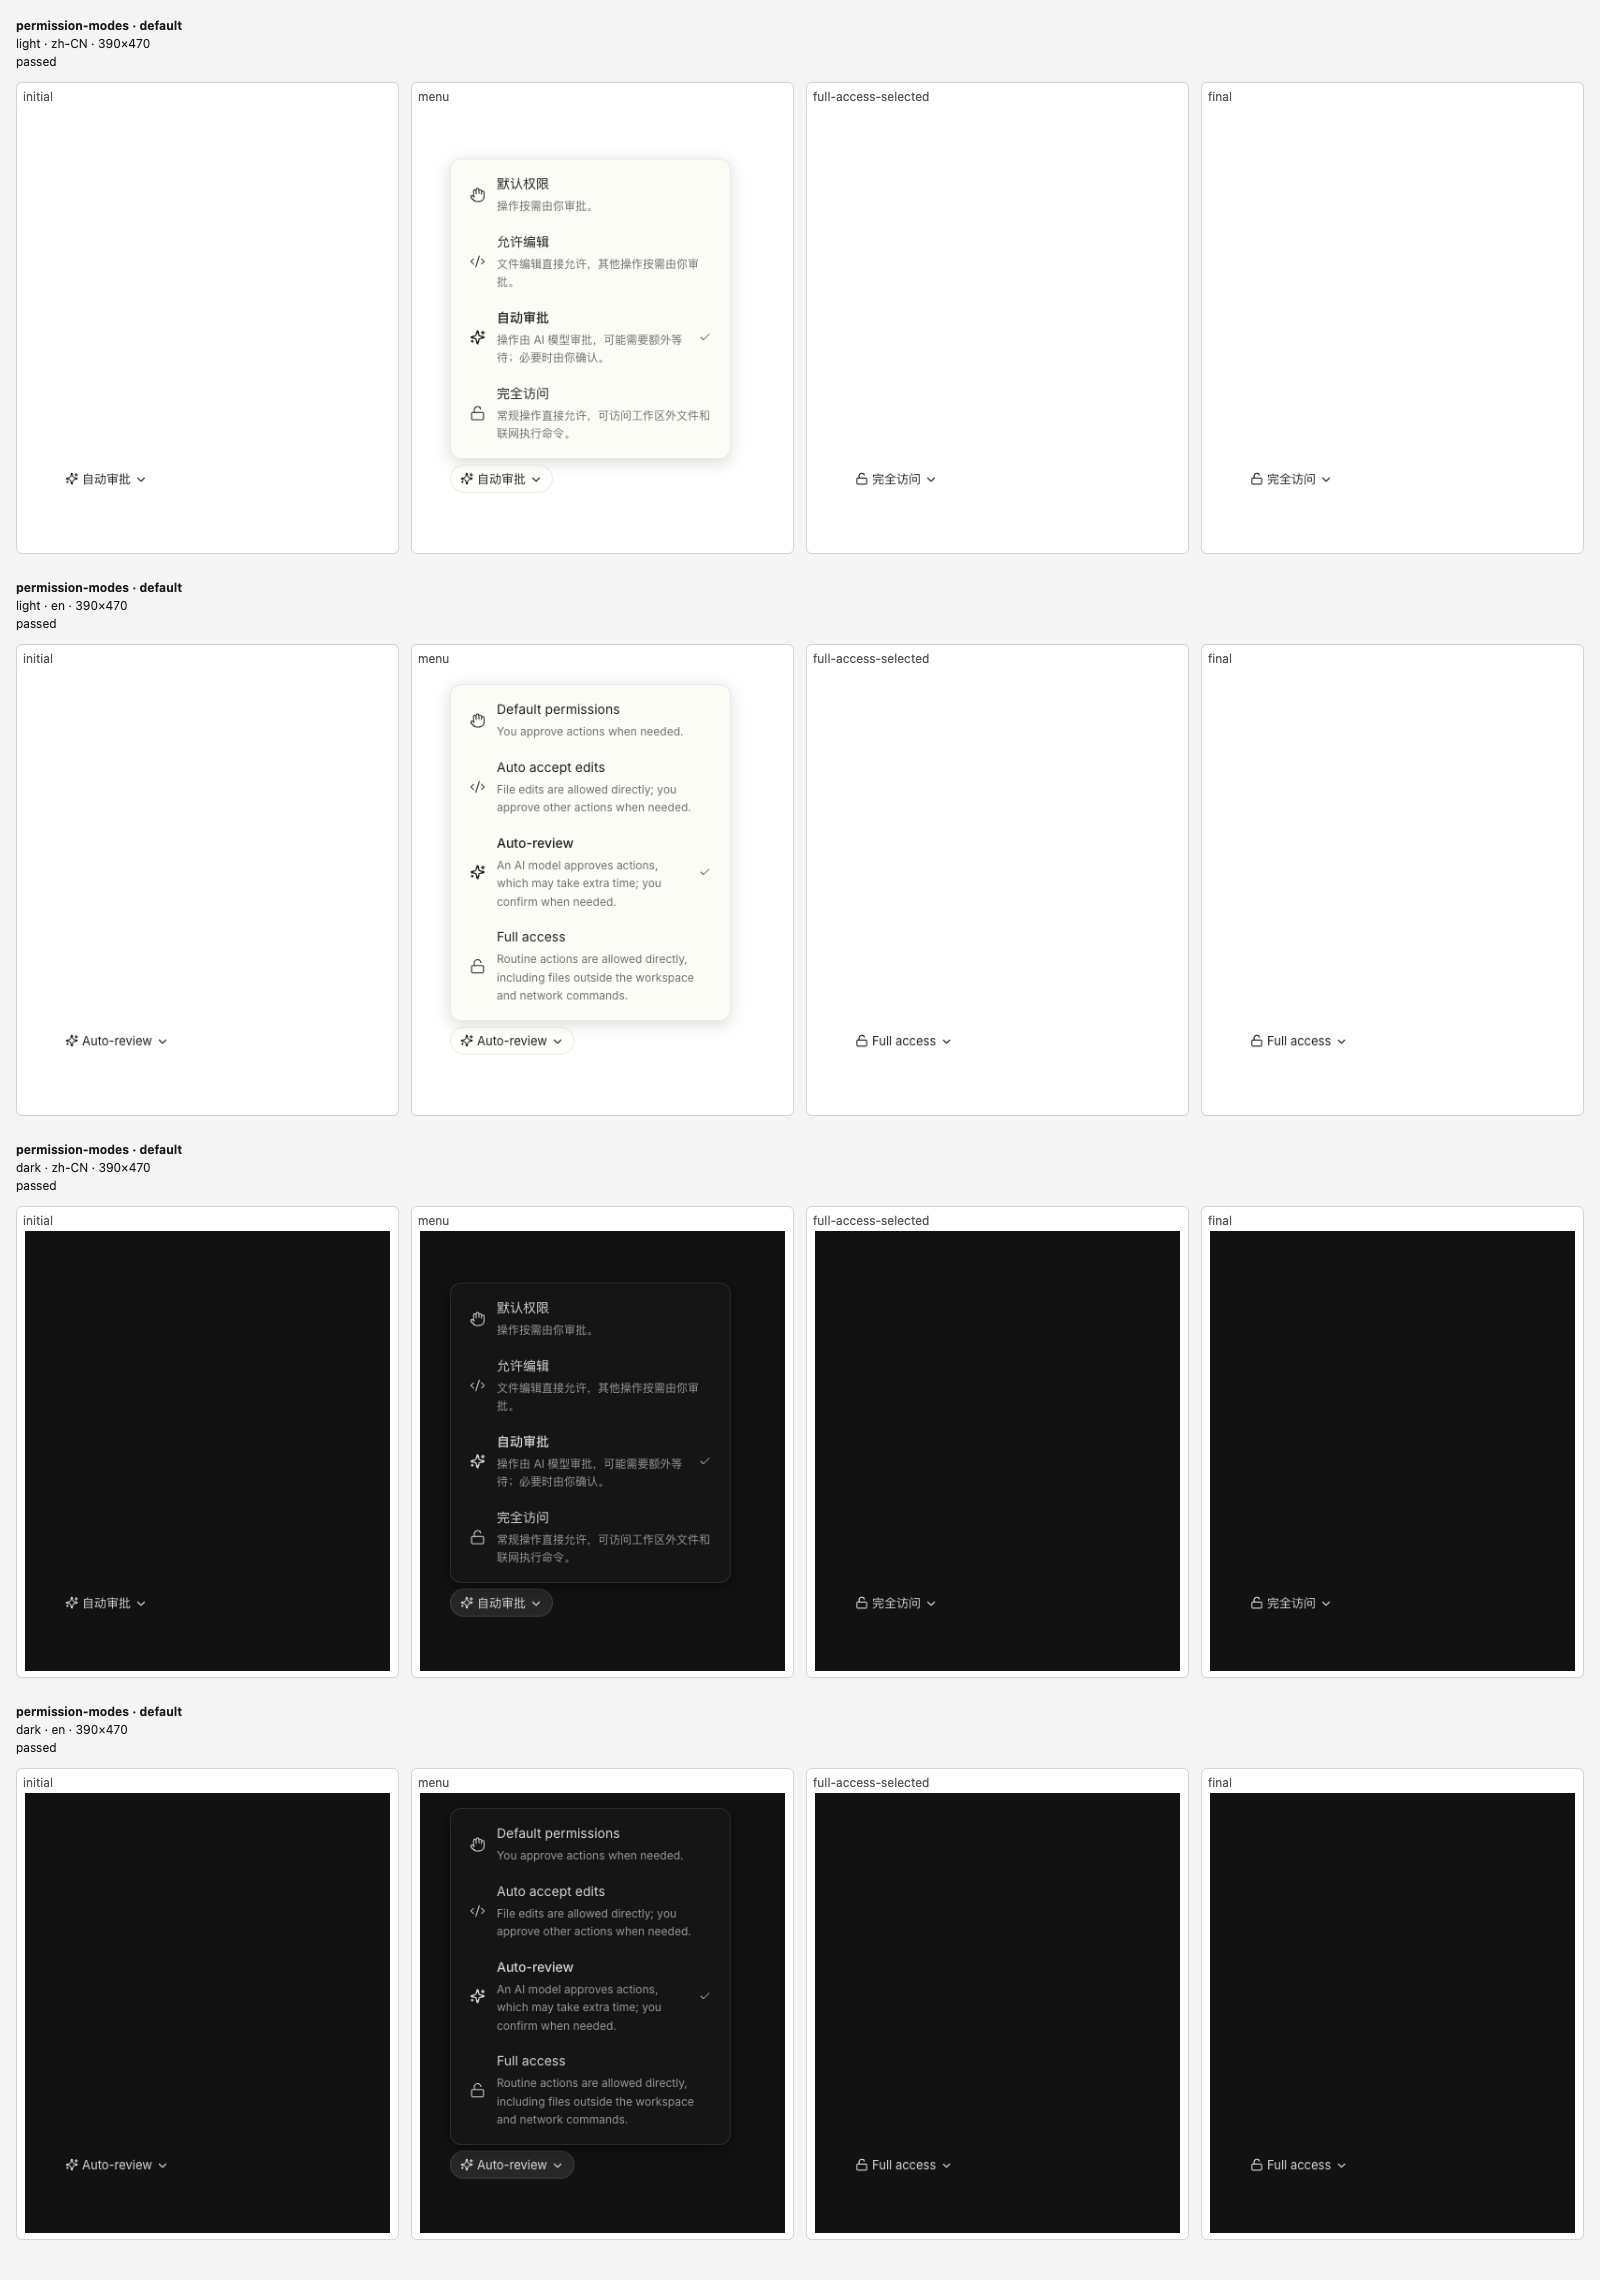 permission-modes · default
light · zh-CN · 390×470
passed
initial
自动审批
menu
默认权限
操作按需由你审批。
允许编辑
文件编辑直接允许，其他操作按需由你审
批。
自动审批
操作由 AI 模型审批，可能需要额外等
待；必要时由你确认。
完全访问
常规操作直接允许，可访问工作区外文件和
联网执行命令。
自动审批
full-access-selected
完全访问
final
完全访问
permission-modes · default
light · en · 390×470
passed
initial
Auto-review
menu
Default permissions
You approve actions when needed.
Auto accept edits
File edits are allowed directly; you
approve other actions when needed.
Auto-review
An AI model approves actions,
which may take extra time; you
confirm when needed.
Full access
Routine actions are allowed directly,
including files outside the workspace
and network commands.
Auto-review
full-access-selected
Full access
final
Full access
permission-modes · default
dark · zh-CN · 390×470
passed
initial
自动审批
menu
默认权限
操作按需由你审批。
允许编辑
文件编辑直接允许，其他操作按需由你审
批。
自动审批
操作由 AI 模型审批，可能需要额外等
待；必要时由你确认。
完全访问
常规操作直接允许，可访问工作区外文件和
联网执行命令。
自动审批
full-access-selected
完全访问
final
完全访问
permission-modes · default
dark · en · 390×470
passed
initial
Auto-review
menu
Default permissions
You approve actions when needed.
Auto accept edits
File edits are allowed directly; you
approve other actions when needed.
Auto-review
An AI model approves actions,
which may take extra time; you
confirm when needed.
Full access
Routine actions are allowed directly,
including files outside the workspace
and network commands.
Auto-review
full-access-selected
Full access
final
Full access